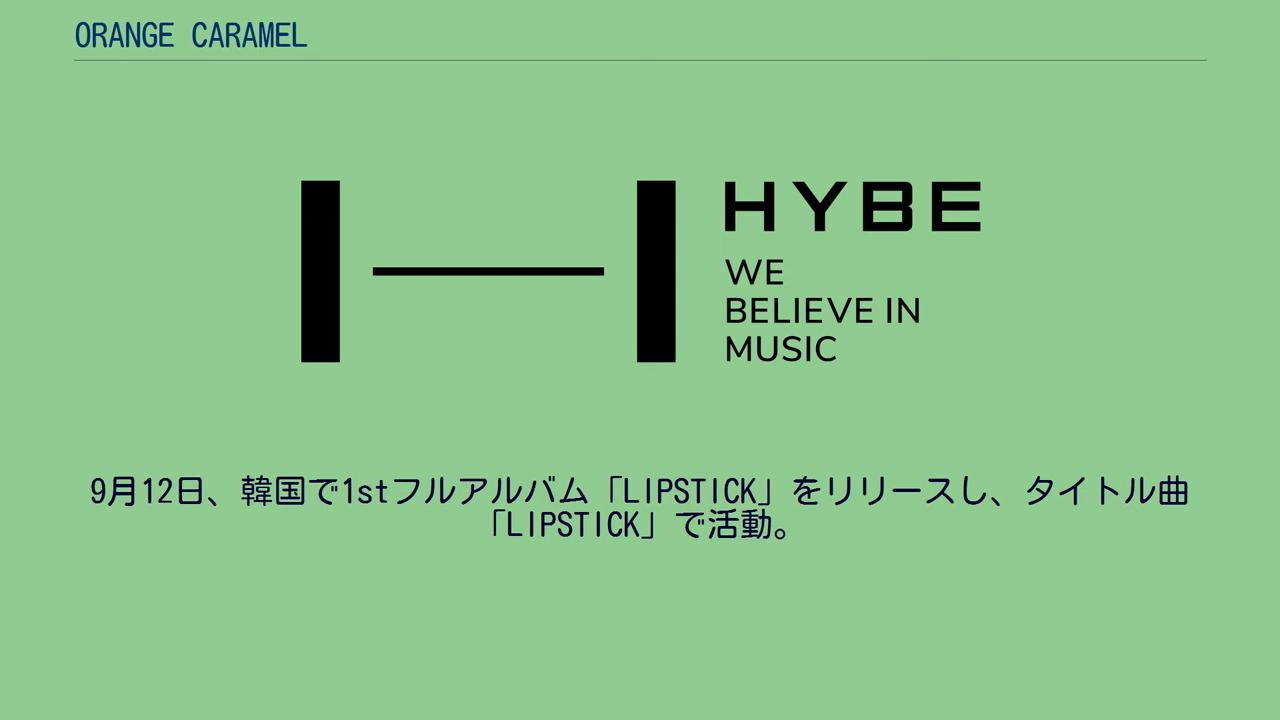 ORANGE CARAMEL
HYBE
WE
BELIEVE IN
MUSIC
9月12日、韓国で1stフルアルバム「LIPSTICK」をリリースし、タイトル曲
「LIPSTICK」で活動。